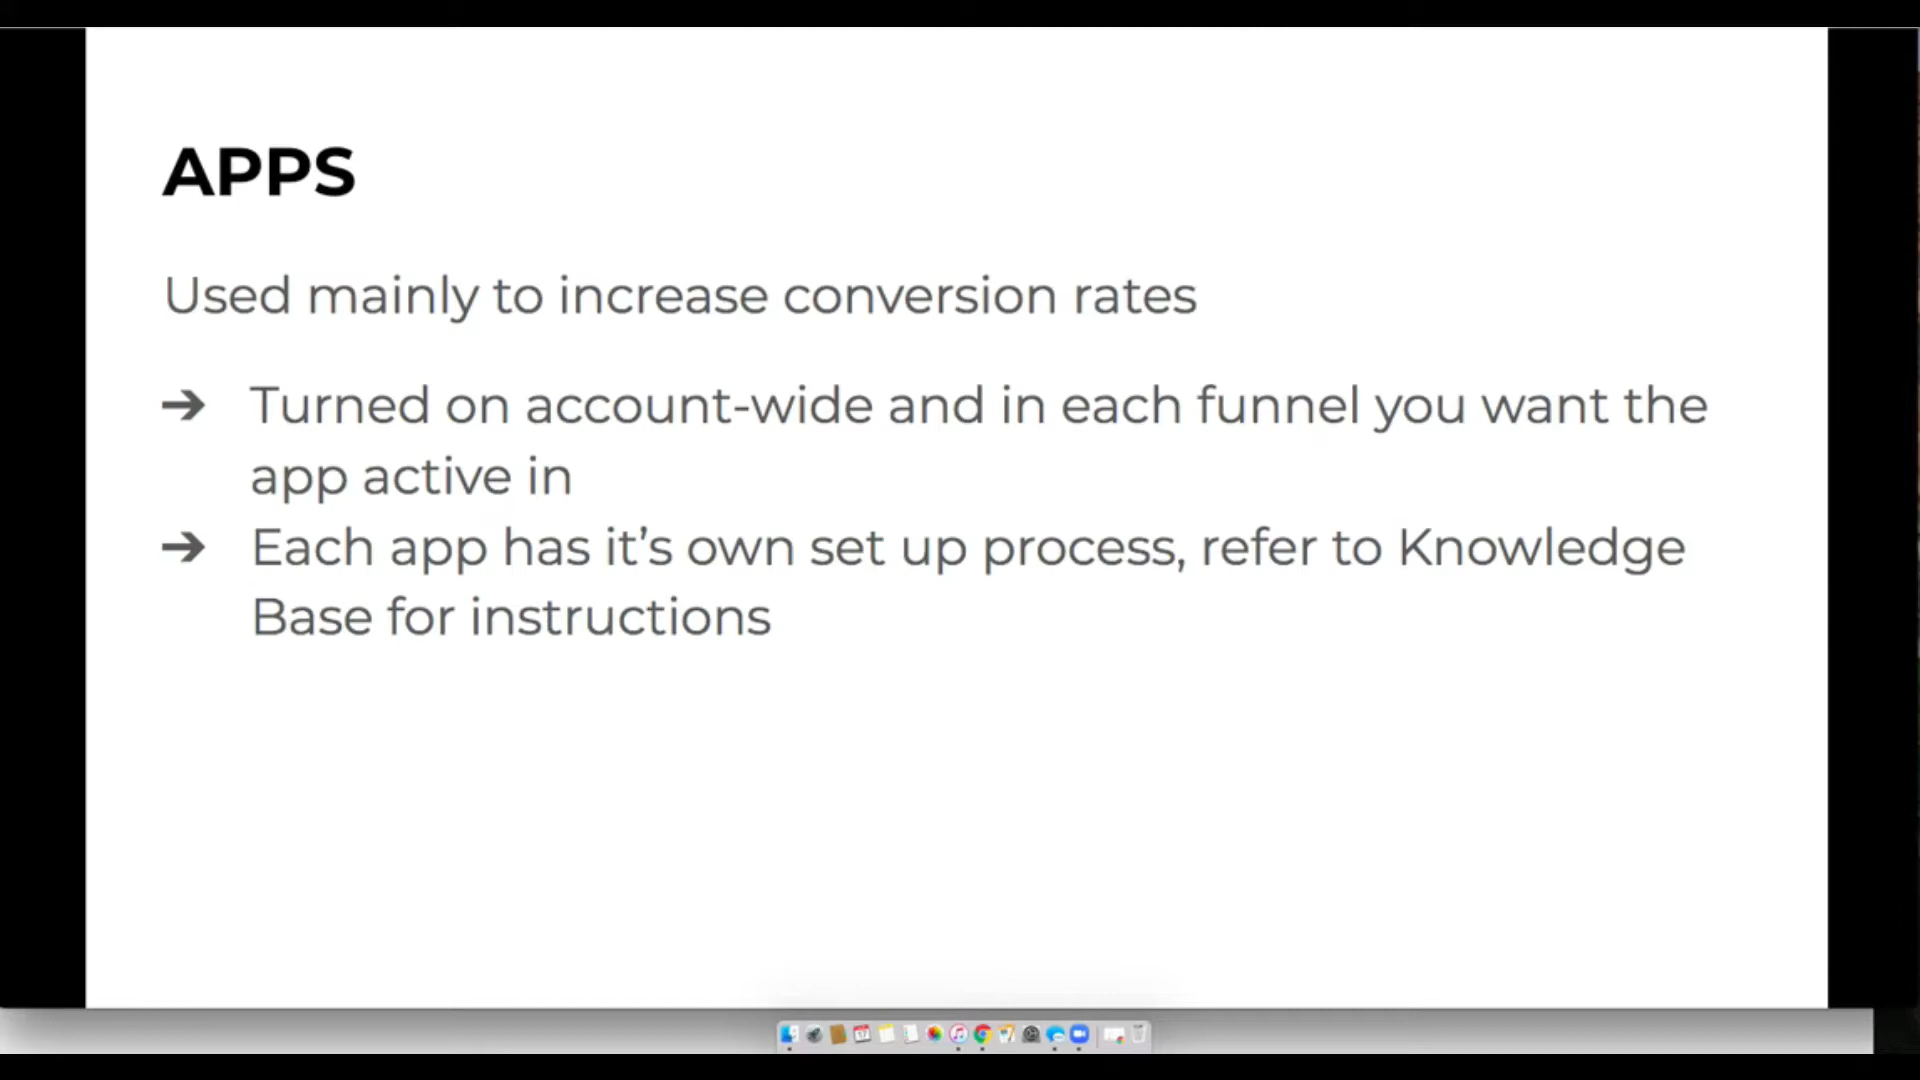 APPS
Used mainly to increase conversion rates
➔ Turned on account-wide and in each funnel you want the
app active in
➔ Each app has it’s own set up process, refer to Knowledge
Base for instructions
17